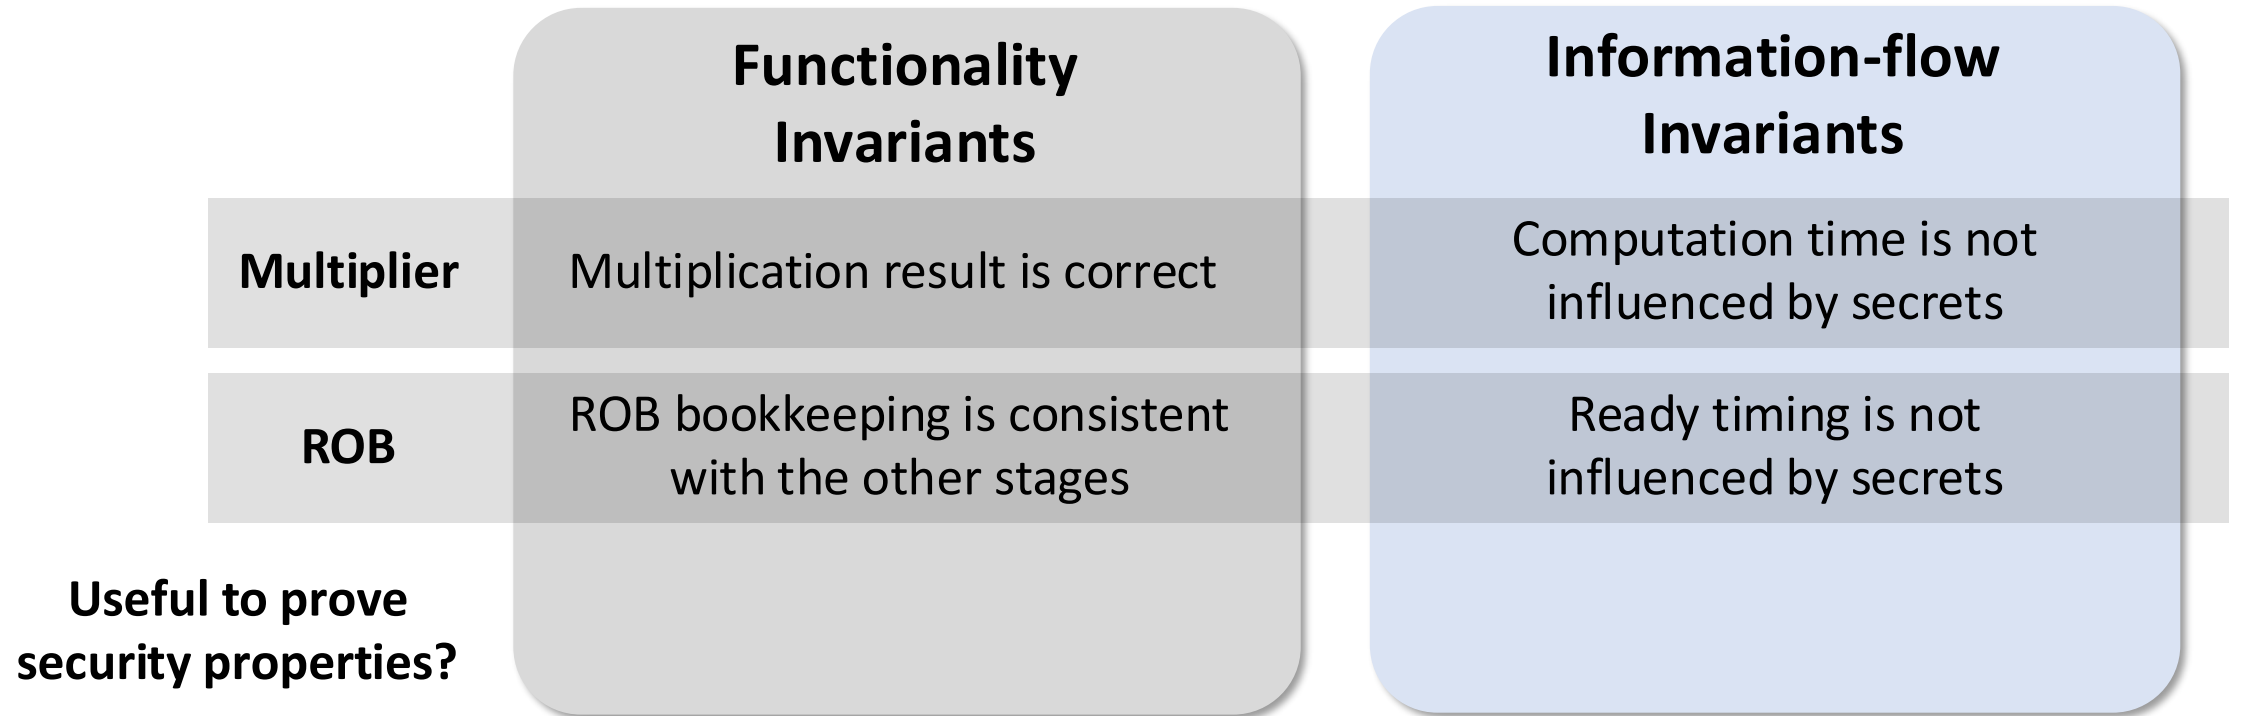 Functionality
Invariants
Information-flow
Invariants
Multiplier
Multiplication result is correct
Computation time is not
influenced by secrets
ROB
ROB bookkeeping is consistent
with the other stages
Ready timing is not
influenced by secrets
Useful to prove
security properties?